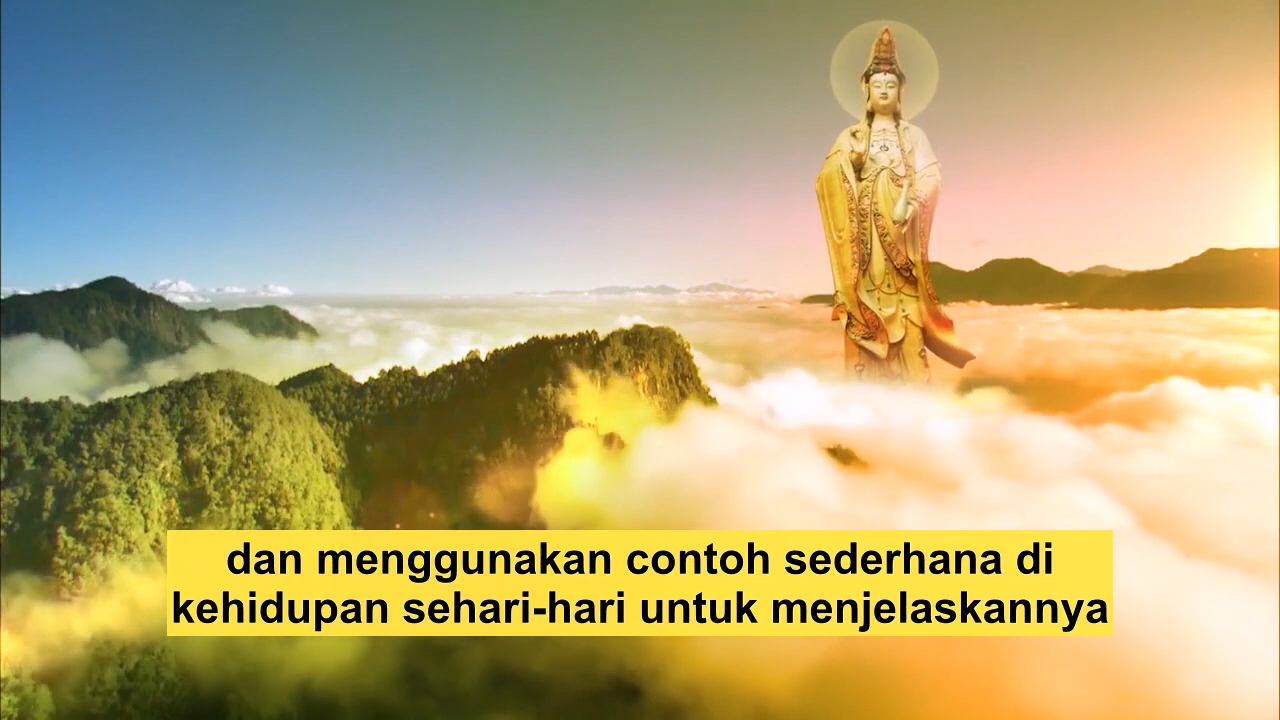 dan menggunakan contoh sederhana di
kehidupan sehari-hari untuk menjelaskannya